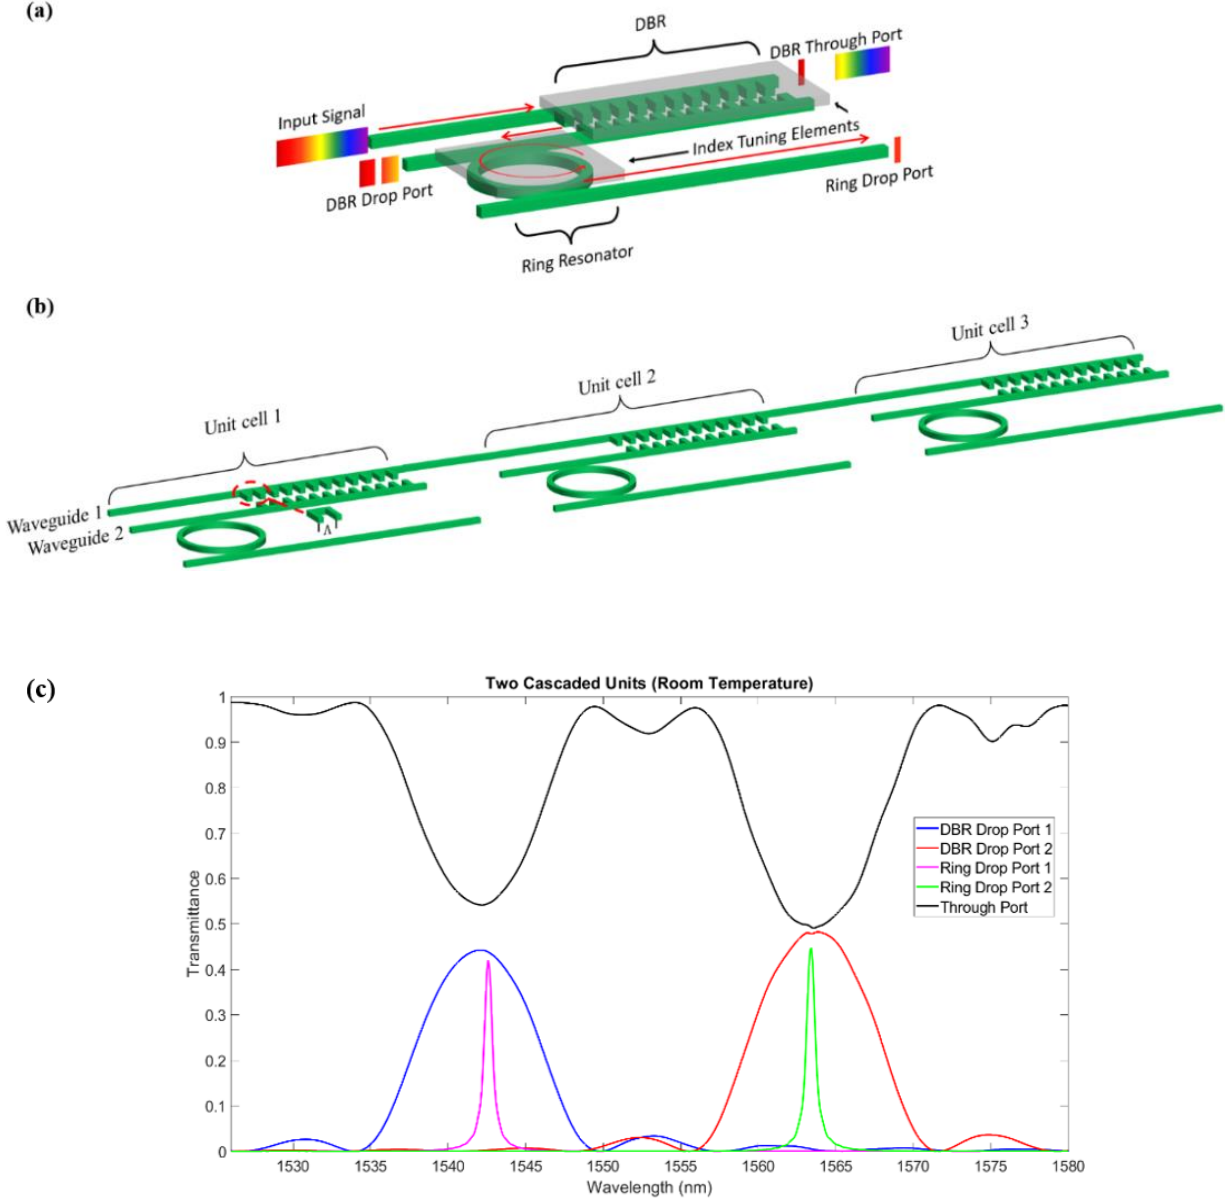 (a)
DBR
DBR Through Port
Input Signal
Index Tuning Elements
DBR Drop Port
Ring Drop Port
Ring Resonator
(b)
Unit cell 3
Unit cell 2
Unit cell 1
Waveguide 1
Waveguide 2
Λ
(c)
Two Cascaded Units (Room Temperature)
Transmittance
1
0.9
0.8
0.7
0.6
0.5
0.4
0.3
0.2
0.1
0
DBR Drop Port 1
DBR Drop Port 2
Ring Drop Port 1
Ring Drop Port 2
Through Port
1530 1535 1540 1545 1550 1555 1560 1565 1570 1575 1580
Wavelength (nm)